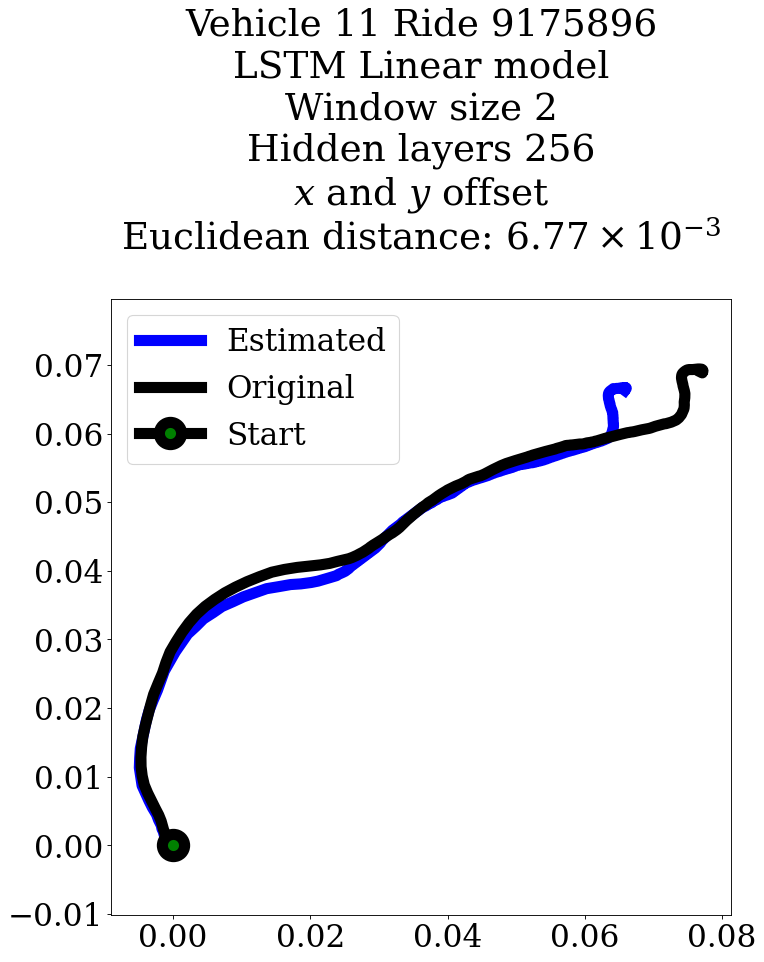 Vehicle 11 Ride 9175896
LSTM Linear model
Window size 2
Hidden layers 256
x and y offset
Euclidean distance: 6.77 × 10⁻³
Estimated
Original
Start
0.07
0.06
0.05
0.04
0.03
0.02
0.01
0.00
−0.01
0.00 0.02 0.04 0.06 0.08